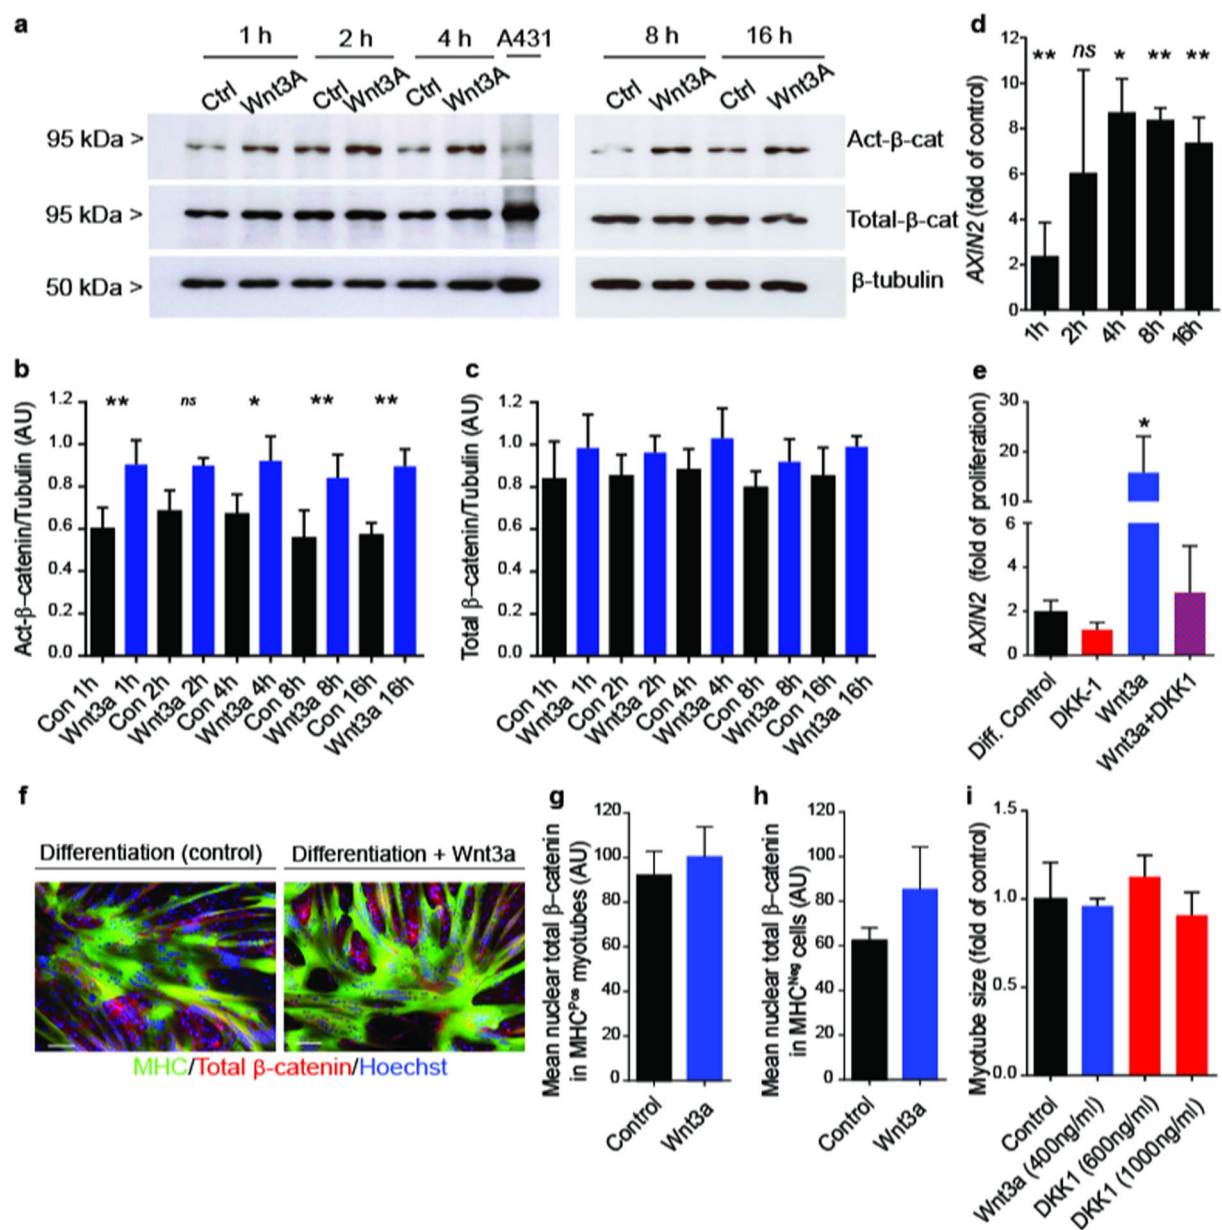 a
1 h 2 h 4 h A431 8 h 16 h
Ctrl Wnt3A Ctrl Wnt3A Ctrl Wnt3A Ctrl Wnt3A Ctrl Wnt3A
95 kDa > Act-β-cat
95 kDa > Total-β-cat
50 kDa > β-tubulin
d
AXIN2 (fold of control)
12
10
8
6
4
2
0
** ns * ** **
1h 2h 4h 8h 16h
b
Act-β–catenin/Tubulin (AU)
1.2
1.0
0.8
0.6
0.4
0.2
0.0
** ns * ** **
Con 1h Wnt3a 1h Con 2h Wnt3a 2h Con 4h Wnt3a 4h Con 8h Wnt3a 8h Con 16h Wnt3a 16h
c
Total β–catenin/Tubulin (AU)
1.2
1.0
0.8
0.6
0.4
0.2
0.0
Con 1h Wnt3a 1h Con 2h Wnt3a 2h Con 4h Wnt3a 4h Con 8h Wnt3a 8h Con 16h Wnt3a 16h
e
AXIN2 (fold of proliferation)
30
20
10
6
4
2
0
*
Diff. Control DKK-1 Wnt3a Wnt3a+DKK1
f
Differentiation (control) Differentiation + Wnt3a
MHC/Total β-catenin/Hoechst
g
Mean nuclear total β–catenin
in MHCPos myotubes (AU)
120
100
80
60
40
20
0
Control Wnt3a
h
Mean nuclear total β–catenin
in MHCNeg cells (AU)
120
100
80
60
40
20
0
Control Wnt3a
i
Myotube size (fold of control)
1.5
1.0
0.5
0.0
Control Wnt3a (400ng/ml) DKK1 (600ng/ml) DKK1 (1000ng/ml)